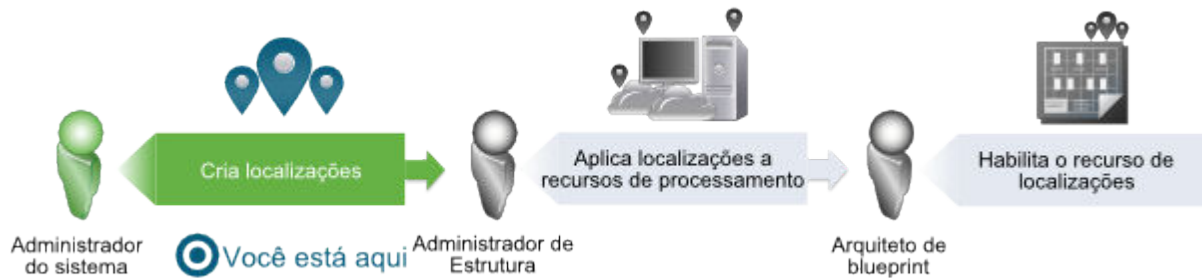 Cria localizações
Aplica localizações a
recursos de processamento
Habilita o recurso de
localizações
Administrador
do sistema
Você está aqui
Administrador de
Estrutura
Arquiteto de
blueprint